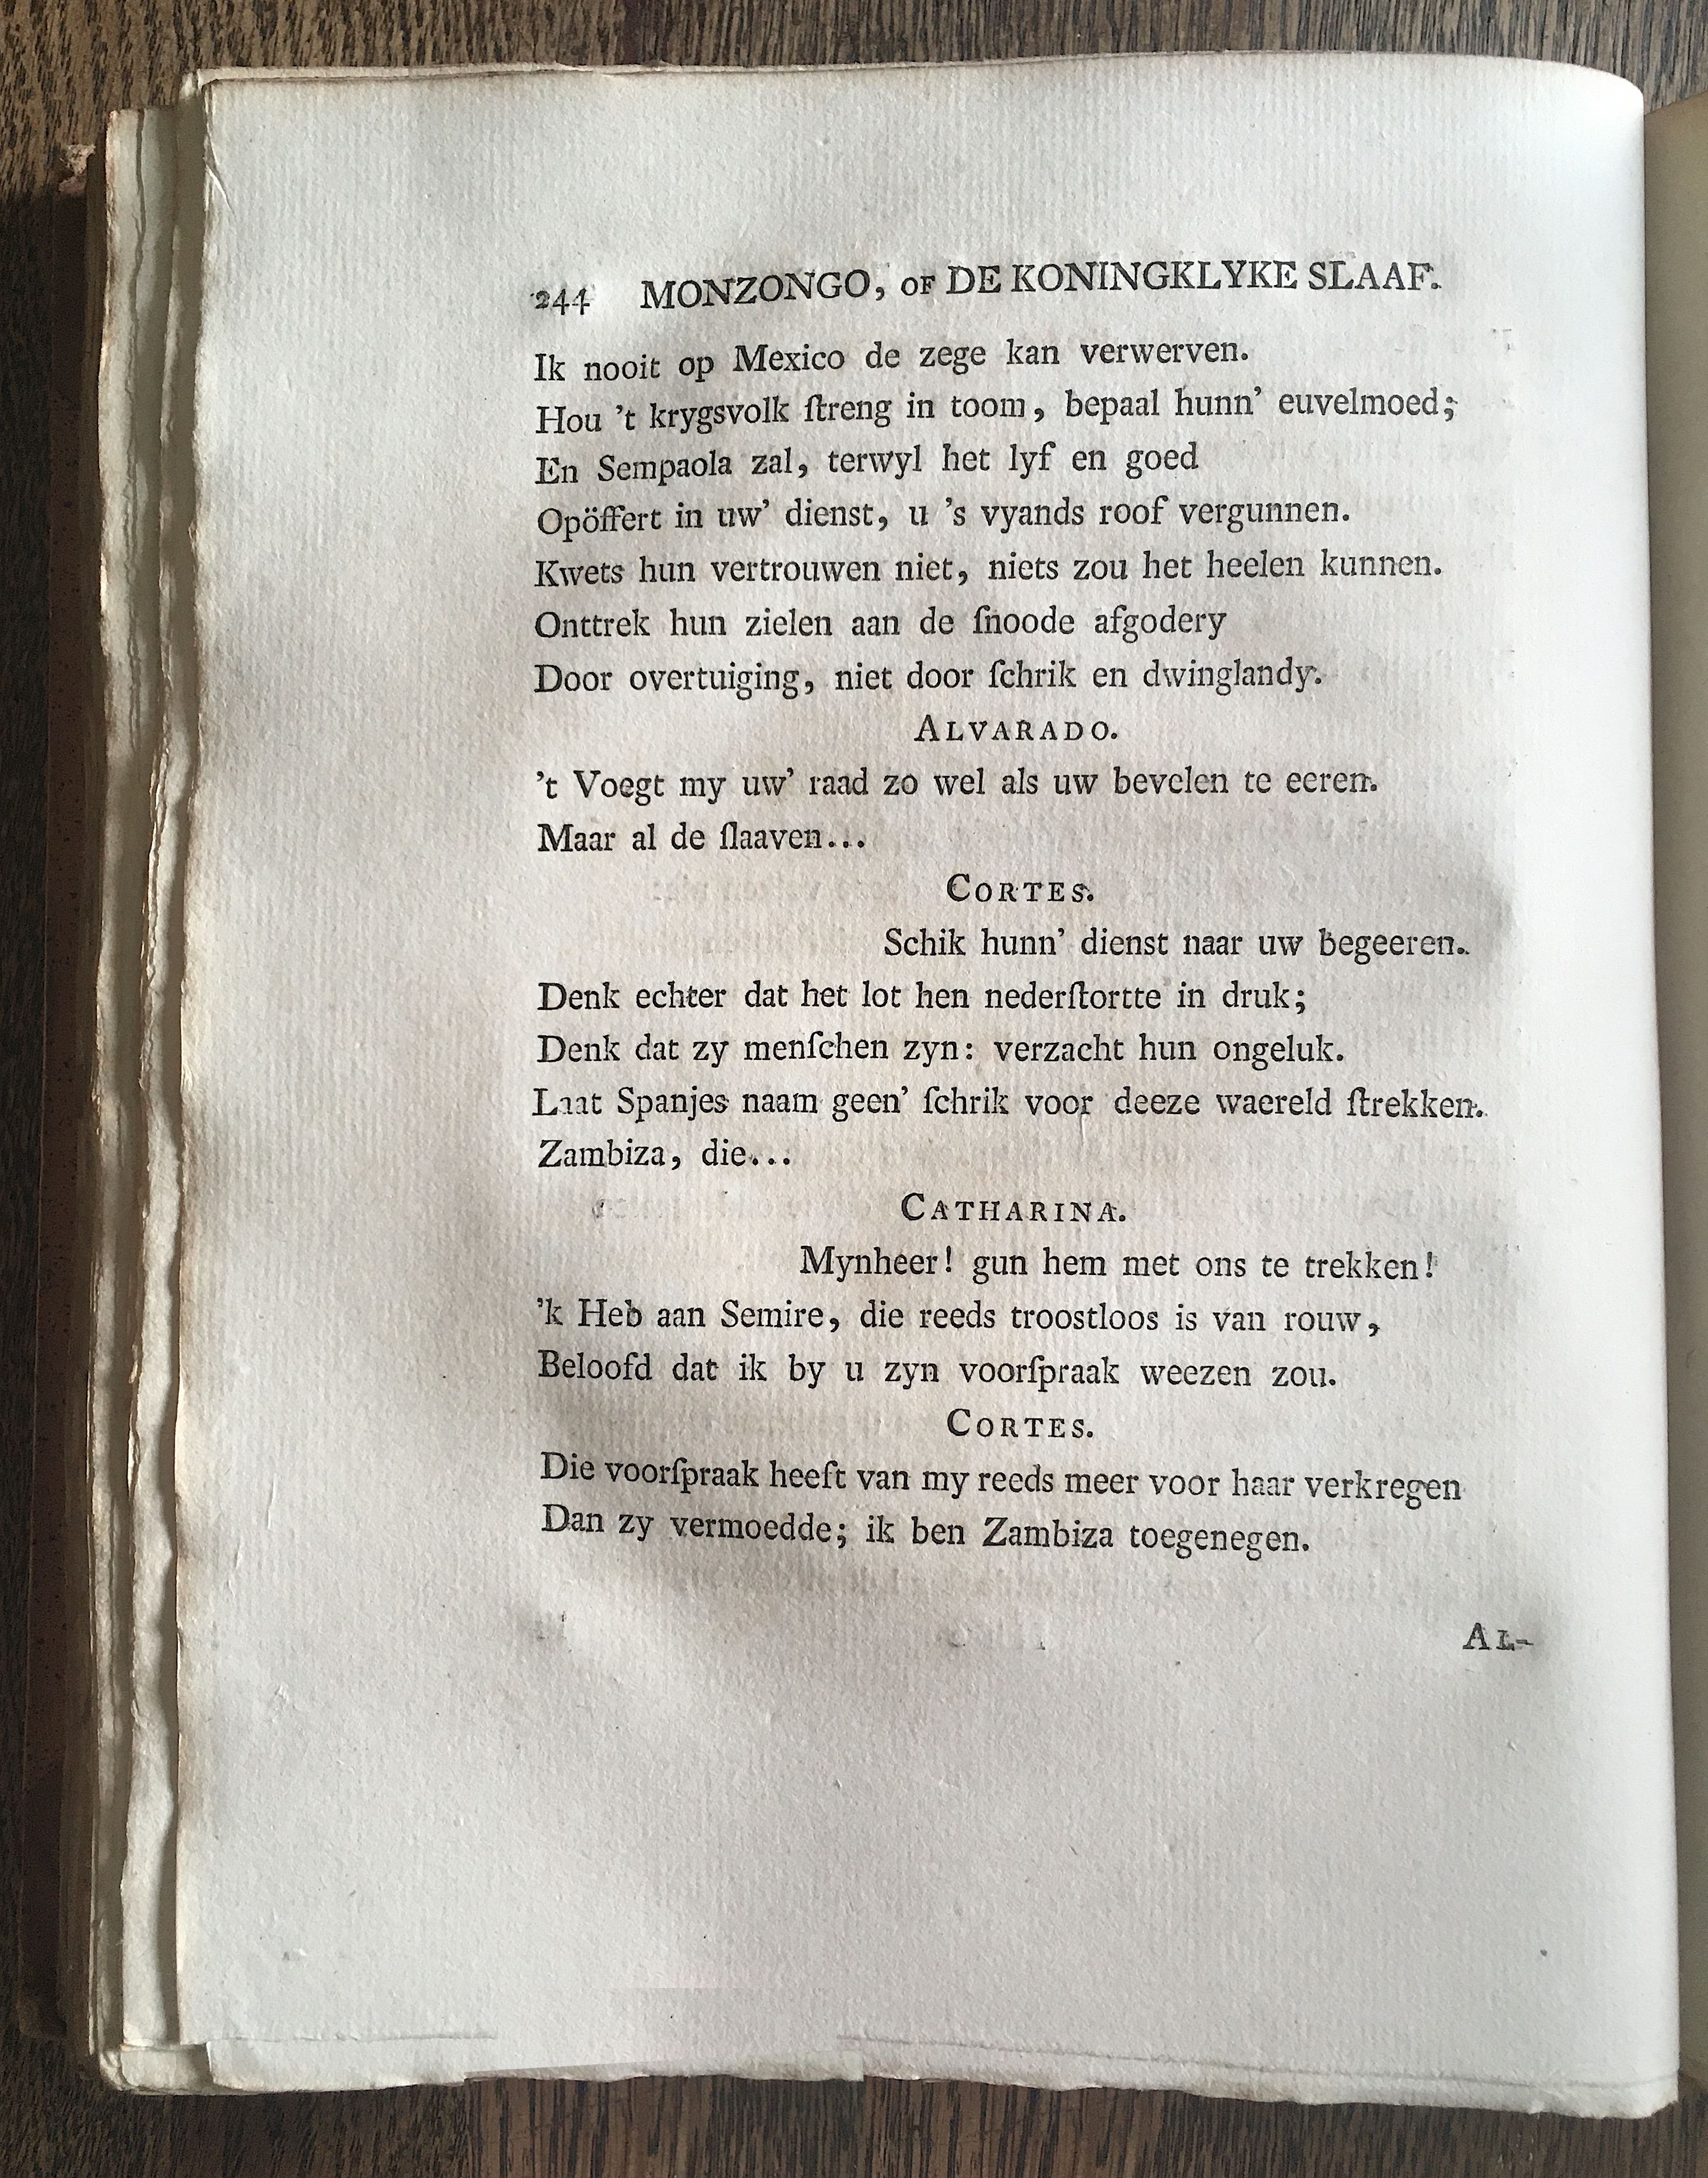 244 MONZONGO, OF DE KONINGKLYKE SLAAF.
Ik nooit op Mexico de zege kan verwerven.
Hou 't krygsvolk ſtreng in toom, bepaal hunn' euvelmoed;
En Sempaola zal, terwyl het lyf en goed
Opöffert in uw' dienst, u 's vyands roof vergunnen.
Kwets hun vertrouwen niet, niets zou het heelen kunnen.
Onttrek hun zielen aan de ſnoode afgodery
Door overtuiging, niet door ſchrik en dwinglandy.
ALVARADO.
't Voegt my uw' raad zo wel als uw bevelen te eeren.
Maar al de ſlaaven...
CORTES.
Schik hunn' dienst naar uw begeeren.
Denk echter dat het lot hen nederſtortte in druk;
Denk dat zy menſchen zyn: verzacht hun ongeluk.
Laat Spanjes naam geen' ſchrik voor deeze waereld ſtrekken.
Zambiza, die...
CATHARINA.
Mynheer! gun hem met ons te trekken!
'k Heb aan Semire, die reeds troostloos is van rouw,
Beloofd dat ik by u zyn voorſpraak weezen zou.
CORTES.
Die voorſpraak heeft van my reeds meer voor haar verkregen
Dan zy vermoedde; ik ben Zambiza toegenegen.
AL-